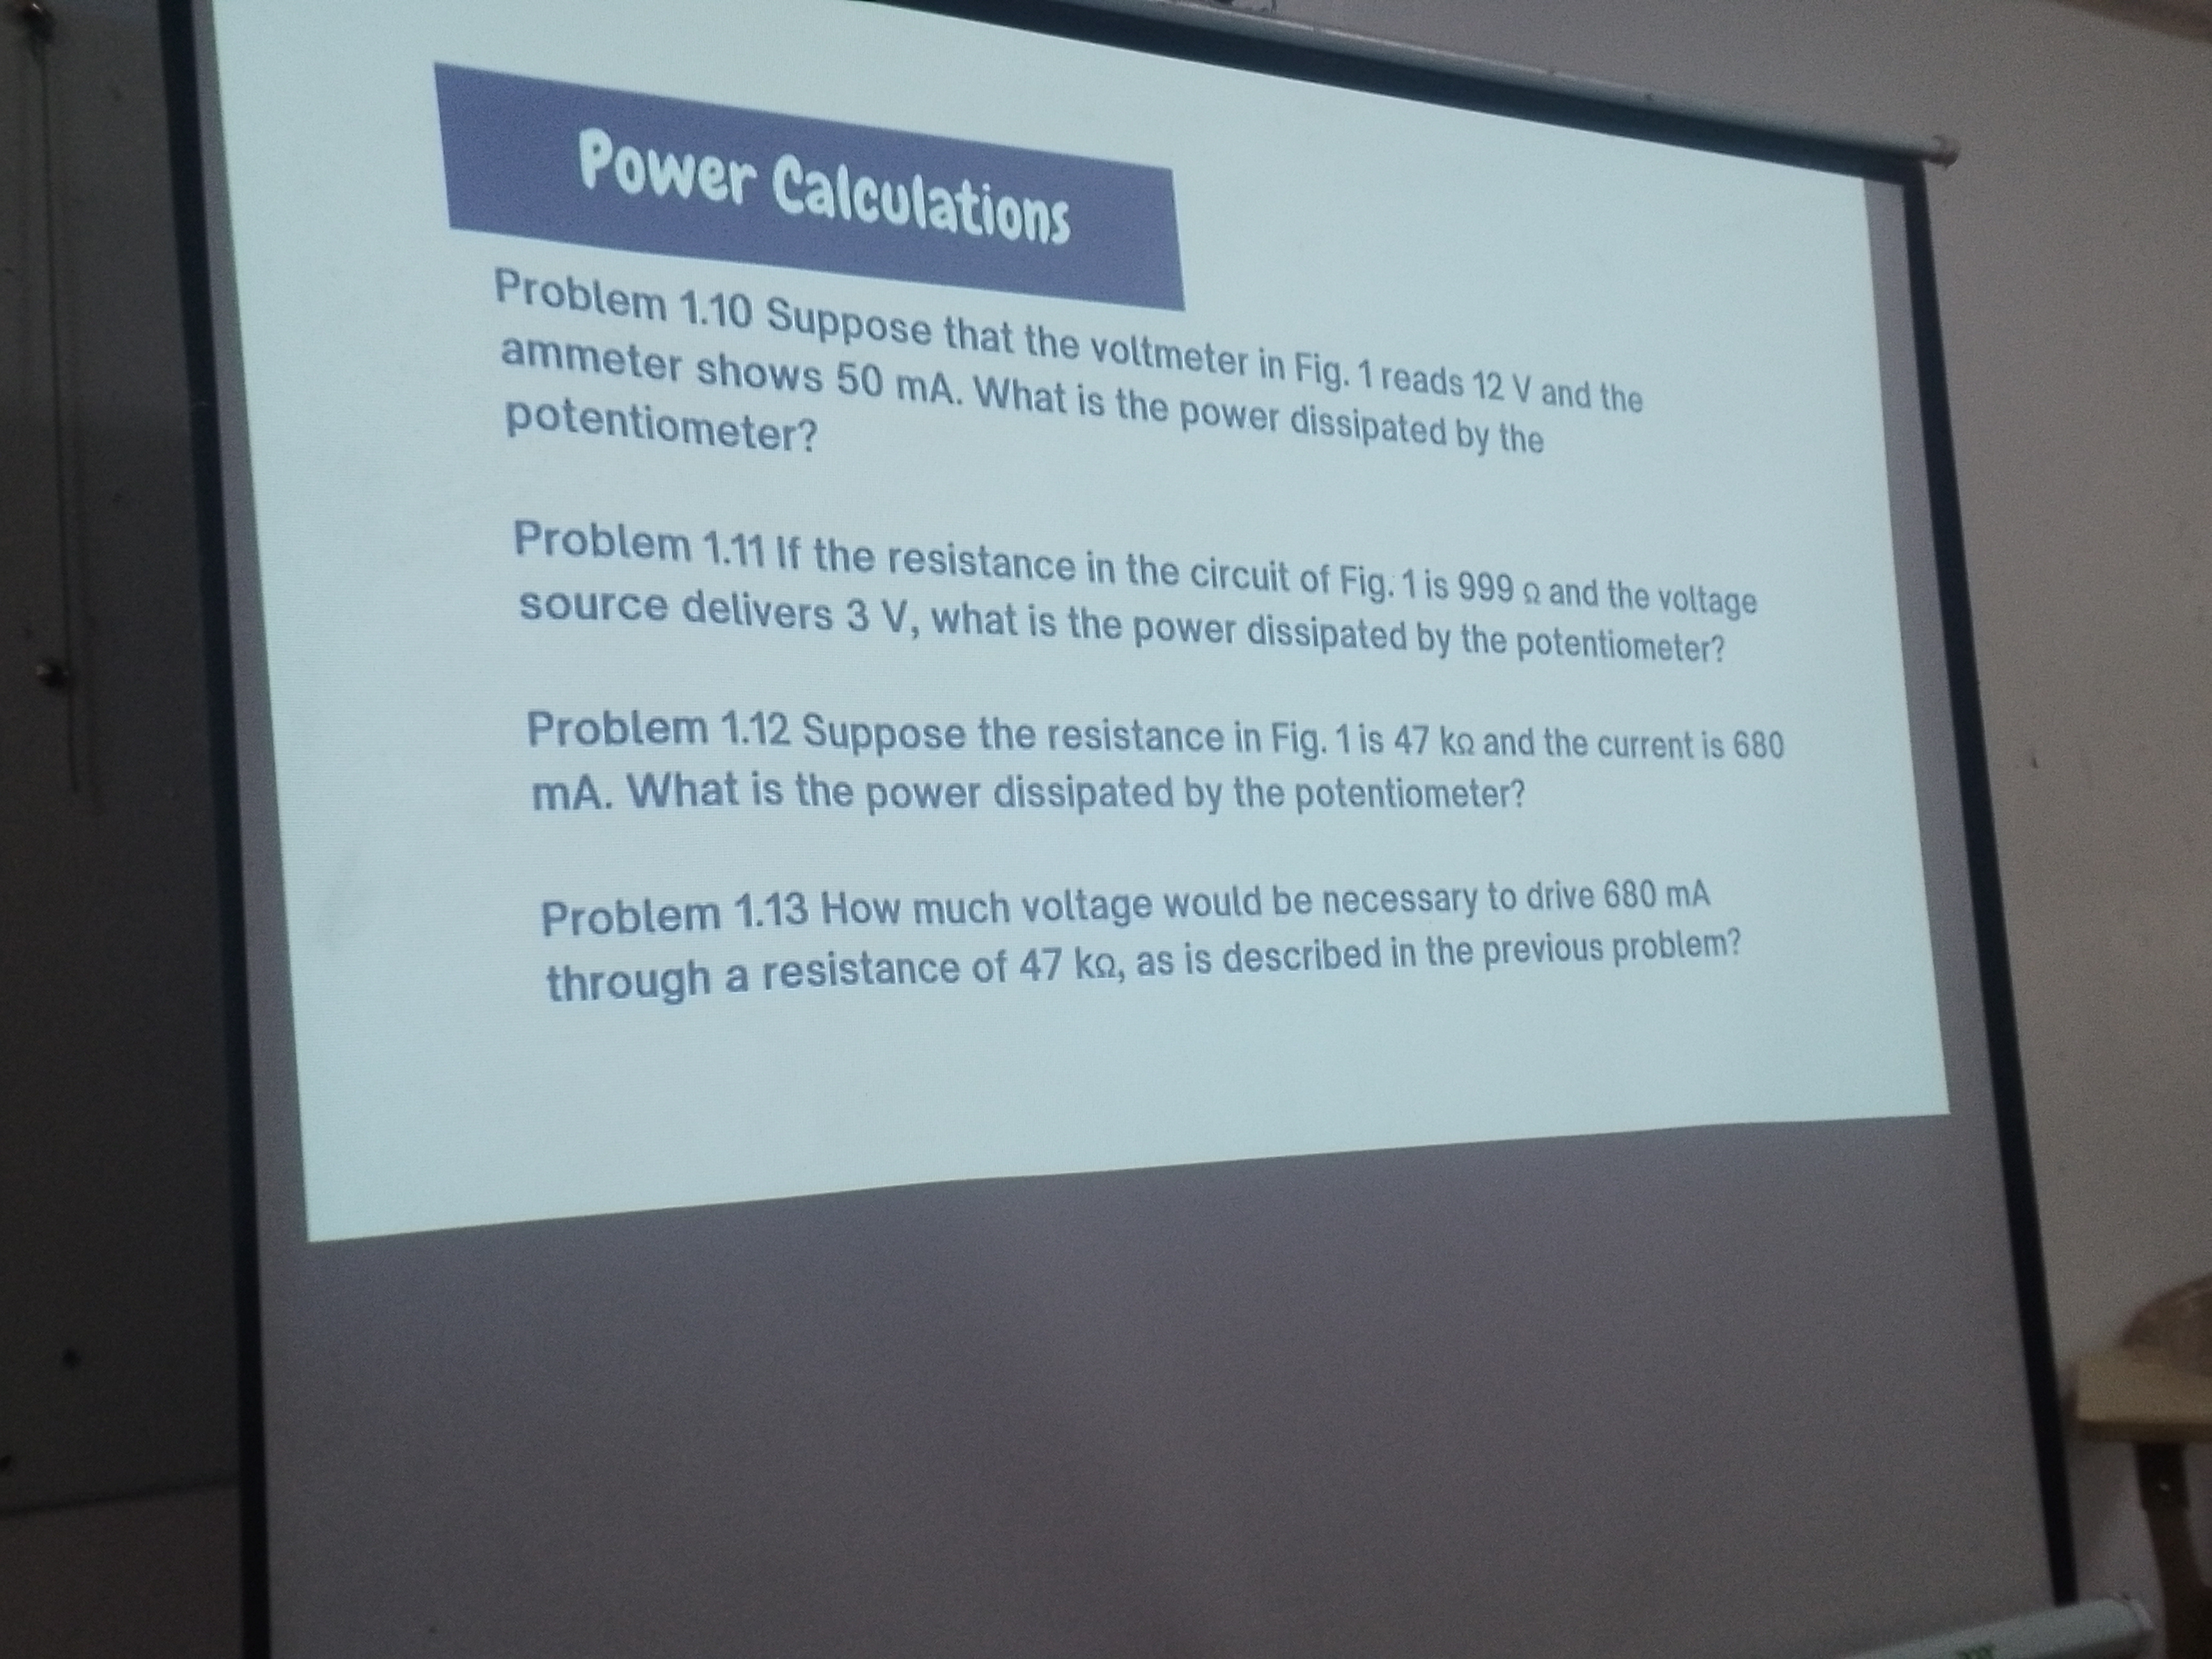 Power Calculations
Problem 1.10 Suppose that the voltmeter in Fig. 1 reads 12 V and the
ammeter shows 50 mA. What is the power dissipated by the
potentiometer?
Problem 1.11 If the resistance in the circuit of Fig. 1 is 999 Ω and the voltage
source delivers 3 V, what is the power dissipated by the potentiometer?
Problem 1.12 Suppose the resistance in Fig. 1 is 47 kΩ and the current is 680
mA. What is the power dissipated by the potentiometer?
Problem 1.13 How much voltage would be necessary to drive 680 mA
through a resistance of 47 kΩ, as is described in the previous problem?